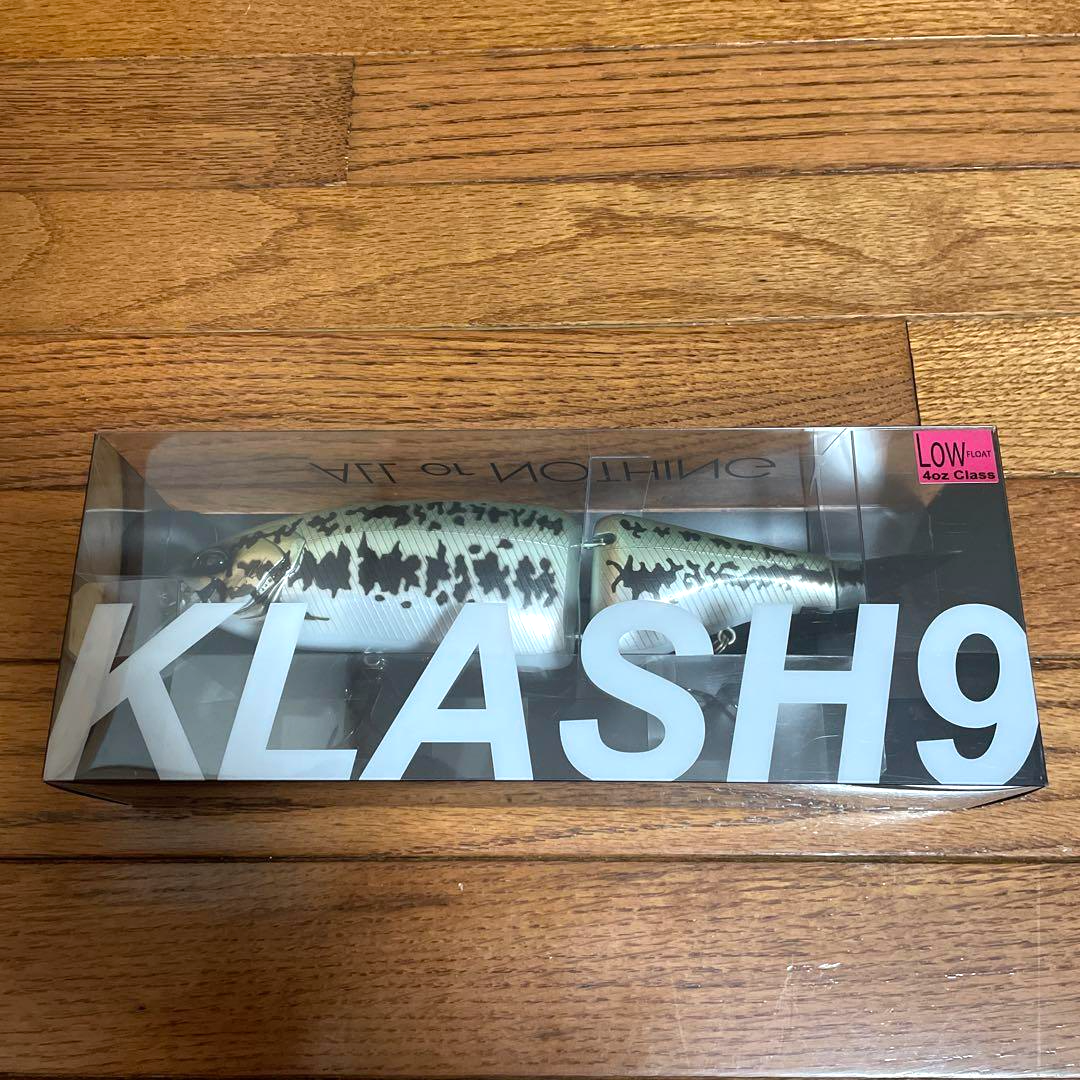 ALL or NOTHING
LOW FLOAT
4oz Class
KLASH9